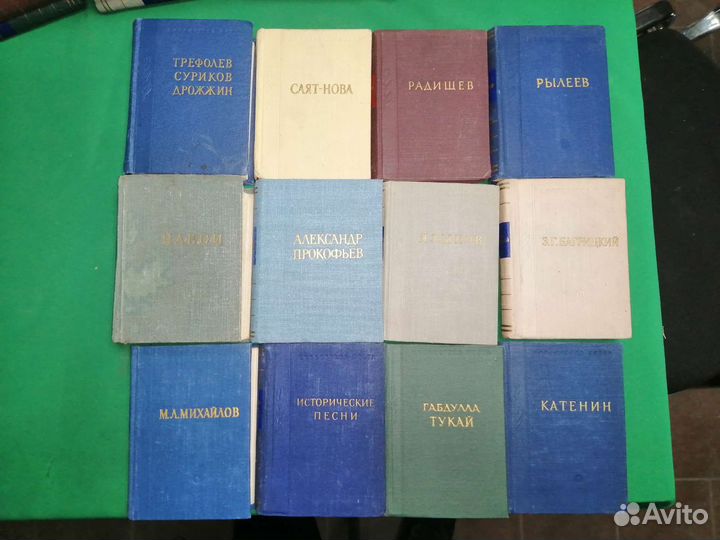 ТРЕФОЛЕВ
СУРИКОВ
ДРОЖЖИН
САЯТ-НОВА
РАДИЩЕВ
РЫЛЕЕВ
АЛЕКСАНДР
ПРОКОФЬЕВ
Э.Г.БАГРИЦКИЙ
М.Л.МИХАЙЛОВ
ИСТОРИЧЕСКИЕ
ПЕСНИ
ГАБДУЛЛА
ТУКАЙ
КАТЕНИН
Avito